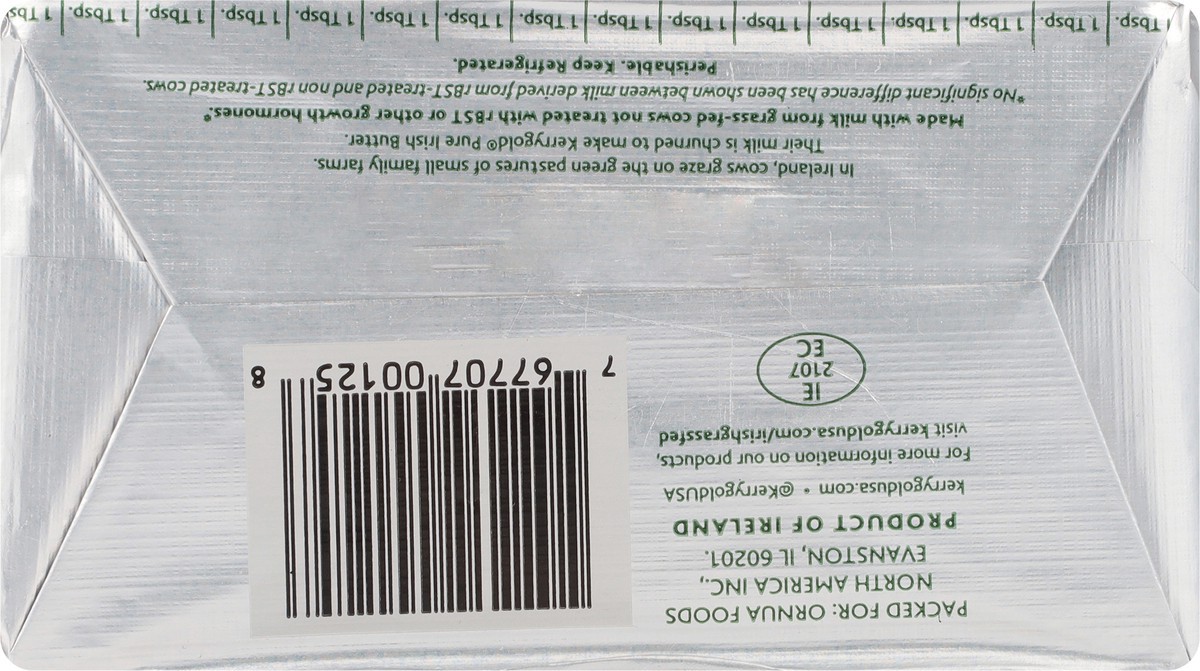 PACKED FOR: ORNUA FOODS
NORTH AMERICA INC.,
EVANSTON, IL 60201.
PRODUCT OF IRELAND
kerrygoldusa.com • @KerrygoldUSA
For more information on our products,
visit kerrygoldusa.com/irishgrassfed
IE
2107
EC
7 67707 00125 8
In Ireland, cows graze on the green pastures of small family farms.
Their milk is churned to make Kerrygold® Pure Irish Butter.
Made with milk from grass-fed cows not treated with rBST or other growth hormones*
*No significant difference has been shown between milk derived from rBST-treated and non rBST-treated cows.
Perishable. Keep Refrigerated.
1 Tbsp. 1 Tbsp. 1 Tbsp. 1 Tbsp. 1 Tbsp. 1 Tbsp. 1 Tbsp. 1 Tbsp. 1 Tbsp. 1 Tbsp. 1 Tbsp. 1 Tbsp. 1 Tbsp. 1 Tbsp. 1 Tbsp. 1 Tbs